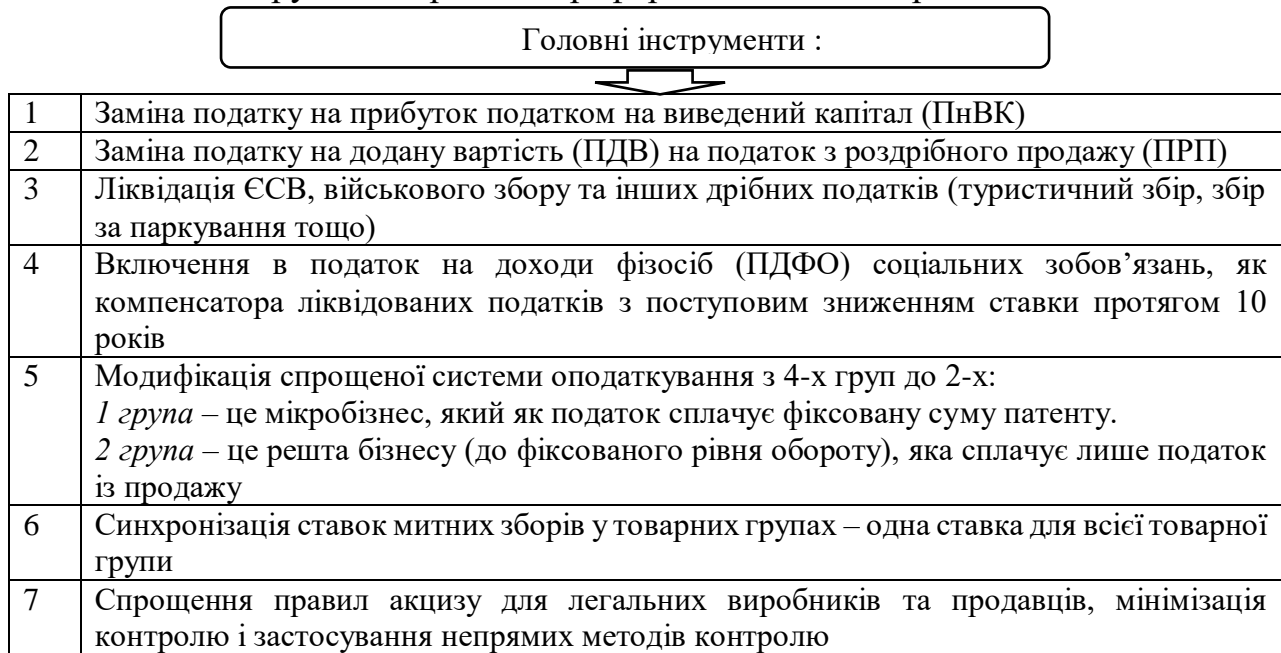 Головні інструменти :
1 Заміна податку на прибуток податком на виведений капітал (ПнВК)
2 Заміна податку на додану вартість (ПДВ) на податок з роздрібного продажу (ПРП)
3 Ліквідація ЄСВ, військового збору та інших дрібних податків (туристичний збір, збір
за паркування тощо)
4 Включення в податок на доходи фізосіб (ПДФО) соціальних зобов’язань, як
компенсатора ліквідованих податків з поступовим зниженням ставки протягом 10
років
5 Модифікація спрощеної системи оподаткування з 4-х груп до 2-х:
1 група – це мікробізнес, який як податок сплачує фіксовану суму патенту.
2 група – це решта бізнесу (до фіксованого рівня обороту), яка сплачує лише податок
із продажу
6 Синхронізація ставок митних зборів у товарних групах – одна ставка для всієї товарної
групи
7 Спрощення правил акцизу для легальних виробників та продавців, мінімізація
контролю і застосування непрямих методів контролю